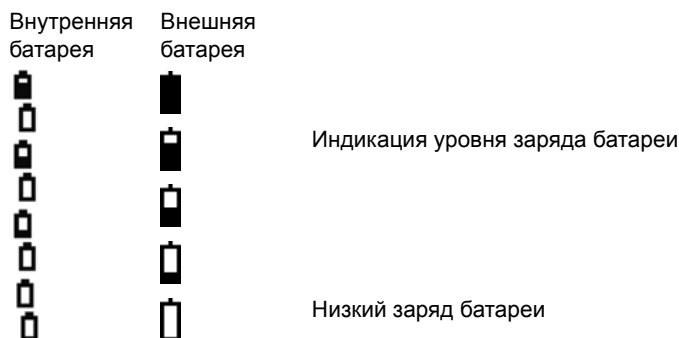 Внутренняя Внешняя
батарея батарея
Индикация уровня заряда батареи
Низкий заряд батареи